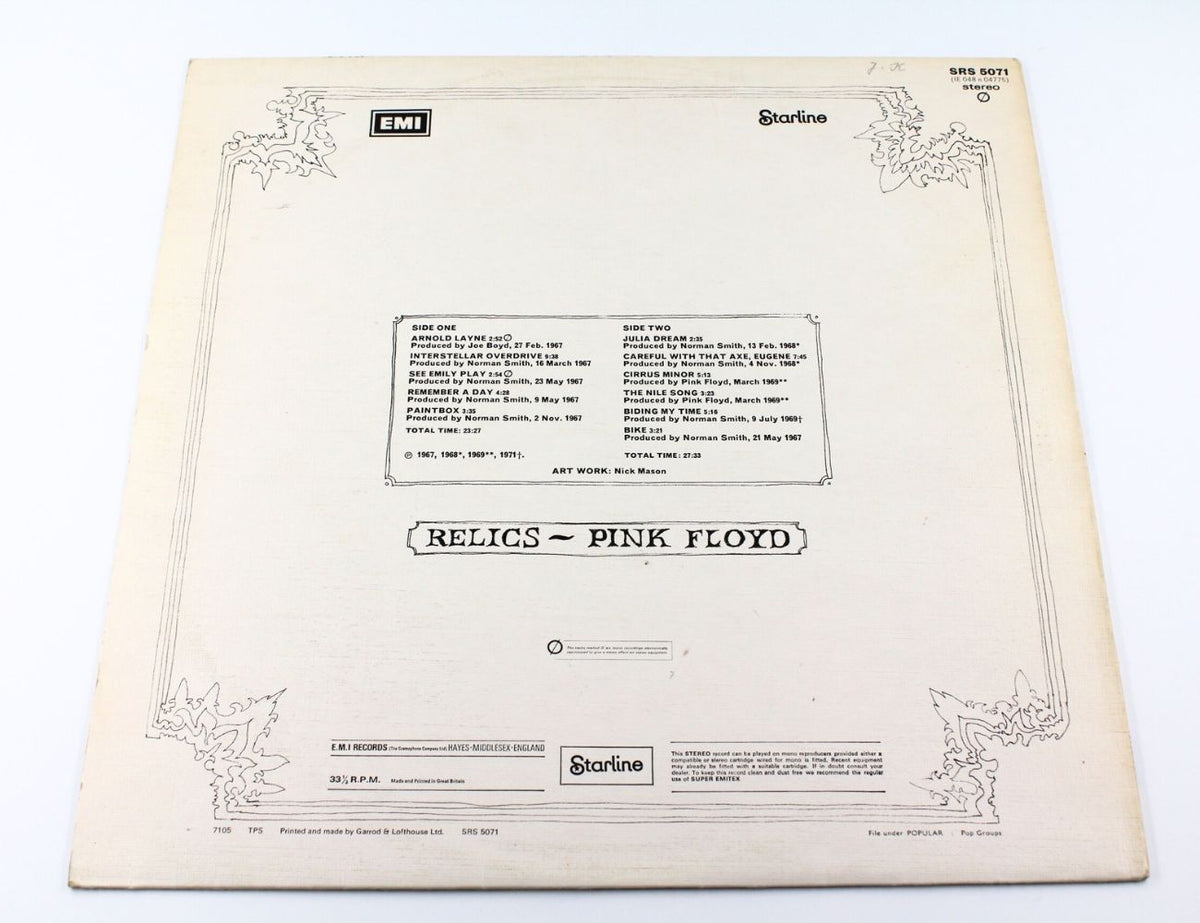 J. K
SRS 5071
(IE 048 o 04775)
stereo
EMI
Starline
SIDE ONE
ARNOLD LAYNE 2:52
Produced by Joe Boyd, 27 Feb. 1967
INTERSTELLAR OVERDRIVE 9:38
Produced by Norman Smith, 16 March 1967
SEE EMILY PLAY 2:54
Produced by Norman Smith, 23 May 1967
REMEMBER A DAY 4:28
Produced by Norman Smith, 9 May 1967
PAINTBOX 3:35
Produced by Norman Smith, 2 Nov. 1967
TOTAL TIME: 23:27
℗ 1967, 1968*, 1969**, 1971†.
SIDE TWO
JULIA DREAM 2:35
Produced by Norman Smith, 13 Feb. 1968*
CAREFUL WITH THAT AXE, EUGENE 7:45
Produced by Norman Smith, 4 Nov. 1968*
CIRRUS MINOR 5:13
Produced by Pink Floyd, March 1969**
THE NILE SONG 3:23
Produced by Pink Floyd, March 1969**
BIDING MY TIME 5:16
Produced by Norman Smith, 9 July 1969†
BIKE 3:21
Produced by Norman Smith, 21 May 1967
TOTAL TIME: 27:33
ART WORK: Nick Mason
RELICS ~ PINK FLOYD
E.M.I RECORDS (The Gramophone Company Ltd) HAYES·MIDDLESEX·ENGLAND
33⅓ R.P.M. Made and Printed in Great Britain
Starline
This STEREO record can be played on mono reproducers provided either a
compatible or stereo cartridge wired for mono is fitted. Recent equipment
may already be fitted with a suitable cartridge. If in doubt consult your
dealer. To keep this record clean and dust free we recommend the regular
use of SUPER EMITEX
7105 TPS Printed and made by Garrod & Lofthouse Ltd. SRS 5071
File under POPULAR : Pop Groups